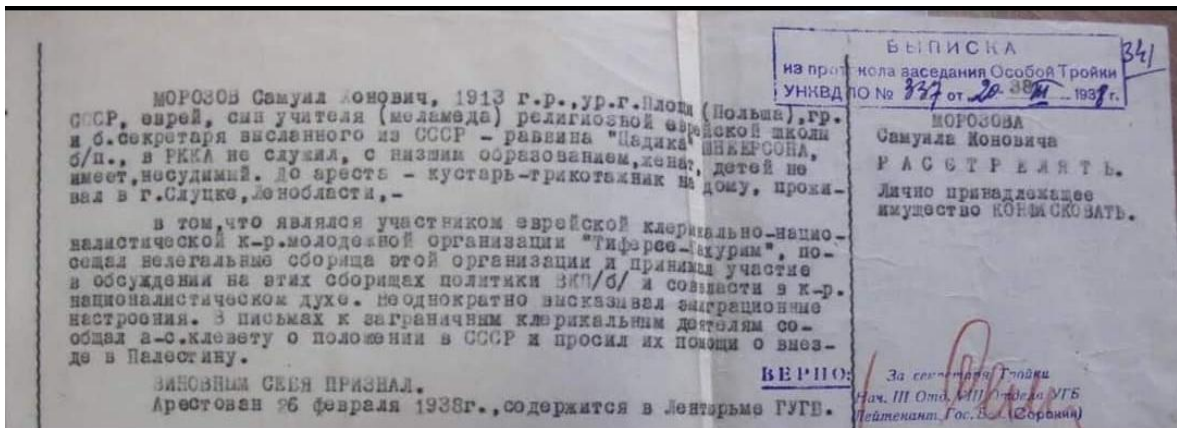 МОРОЗОВ Самуил Хонович, 1913 г.р.,ур.г.Площи (Польша),гр.
СССР, еврей, сын учителя (меламеда) религиозной еврейской школы
и б.секретаря высланного из СССР - раввина "Цадика" ШНЕЕРСОНА,
б/п., в РККА не служил, с низшим образованием,женат, детей не
имеет,несудимый. До ареста - кустарь-трикотажник на дому, прожи-
вал в г.Слуцке,Ленобласти,-
в том,что являлся участником еврейской клерикально-нацио-
налистической к-р.молодежной организации "Тиферес-Бахурим", по-
сещал нелегальные сборища этой организации и принимал участие
в обсуждении на этих сборищах политики ВКП/б/ и совласти в к-р.
националистическом духе. Неоднократно высказывал эмиграционные
настроения. В письмах к заграничным клерикальным деятелям со-
общал а-с.клевету о положении в СССР и просил их помощи о выез-
де в Палестину.
ВИНОВНЫМ СЕБЯ ПРИЗНАЛ.
Арестован 26 февраля 1938г.,содержится в Лентюрьме ГУГБ.
ВЕРНО:
341
ВЫПИСКА
из протокола заседания Особой Тройки
УНКВД ЛО № 337 от 20 1938 г.
МОРОЗОВА
Самуила Хоновича
РАССТРЕЛЯТЬ.
Лично принадлежащее
имущество КОНФИСКОВАТЬ.
За секретаря Тройки
Нач. III Отд. VIII Отдела УГБ
Лейтенант Гос. (Сорокин)